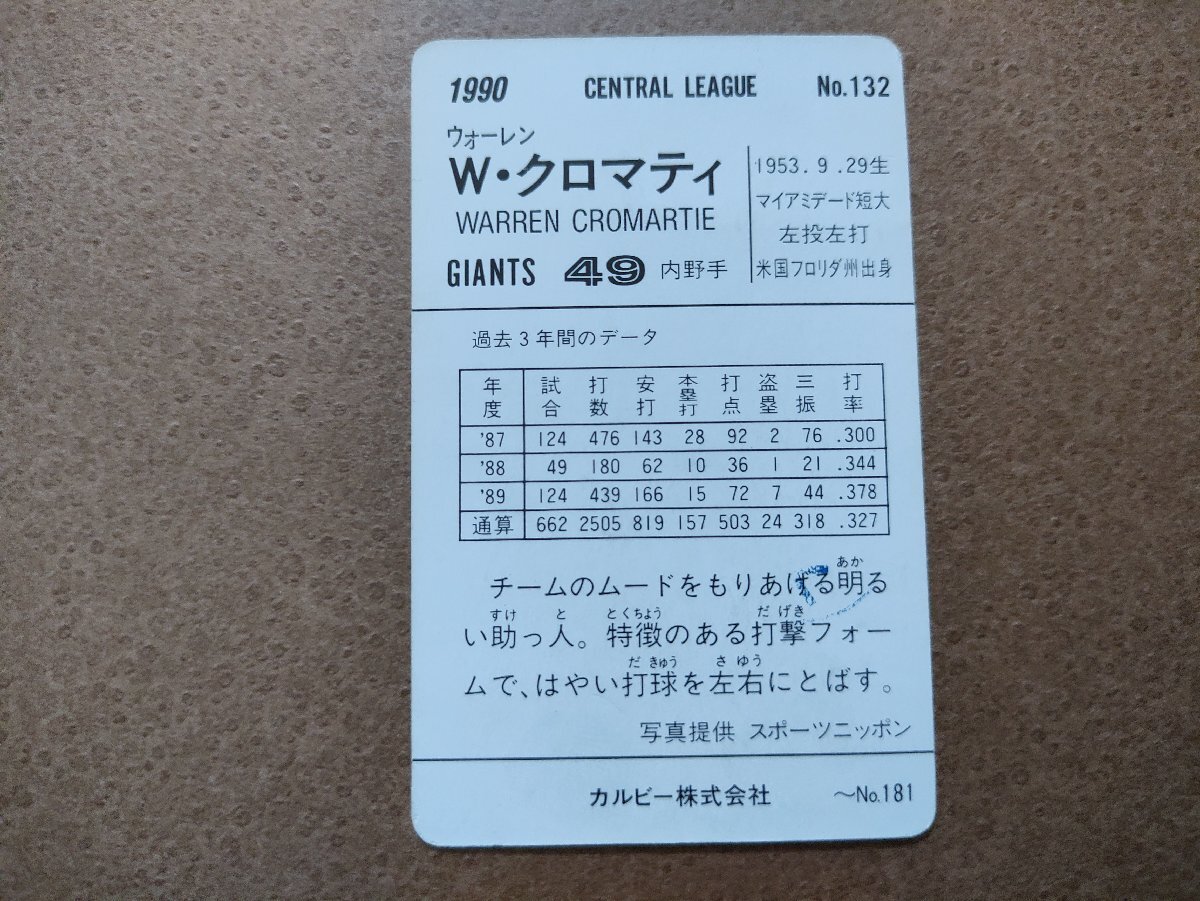 1990 CENTRAL LEAGUE No.132
ウォーレン
W・クロマティ
WARREN CROMARTIE
GIANTS 49 内野手
1953.9.29生
マイアミデード短大
左投左打
米国フロリダ州出身
過去3年間のデータ
年度 試合 打数 安打 本塁打 打点 盗塁 三振 打率
'87 124 476 143 28 92 2 76 .300
'88 49 180 62 10 36 1 21 .344
'89 124 439 166 15 72 7 44 .378
通算 662 2505 819 157 503 24 318 .327
あか
チームのムードをもりあげる明る
すけ と とくちょう だ げき
い助っ人。特徴のある打撃フォー
だ きゅう さ ゆう
ムで、はやい打球を左右にとばす。
写真提供 スポーツニッポン
カルビー株式会社 〜No.181